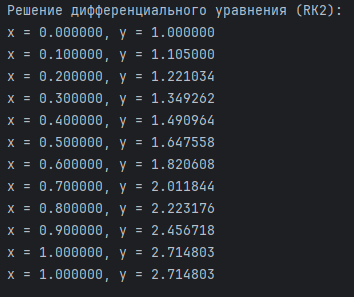 Решение дифференциального уравнения (RK2):
x = 0.000000, y = 1.000000
x = 0.100000, y = 1.105000
x = 0.200000, y = 1.221034
x = 0.300000, y = 1.349262
x = 0.400000, y = 1.490964
x = 0.500000, y = 1.647558
x = 0.600000, y = 1.820608
x = 0.700000, y = 2.011844
x = 0.800000, y = 2.223176
x = 0.900000, y = 2.456718
x = 1.000000, y = 2.714803
x = 1.000000, y = 2.714803